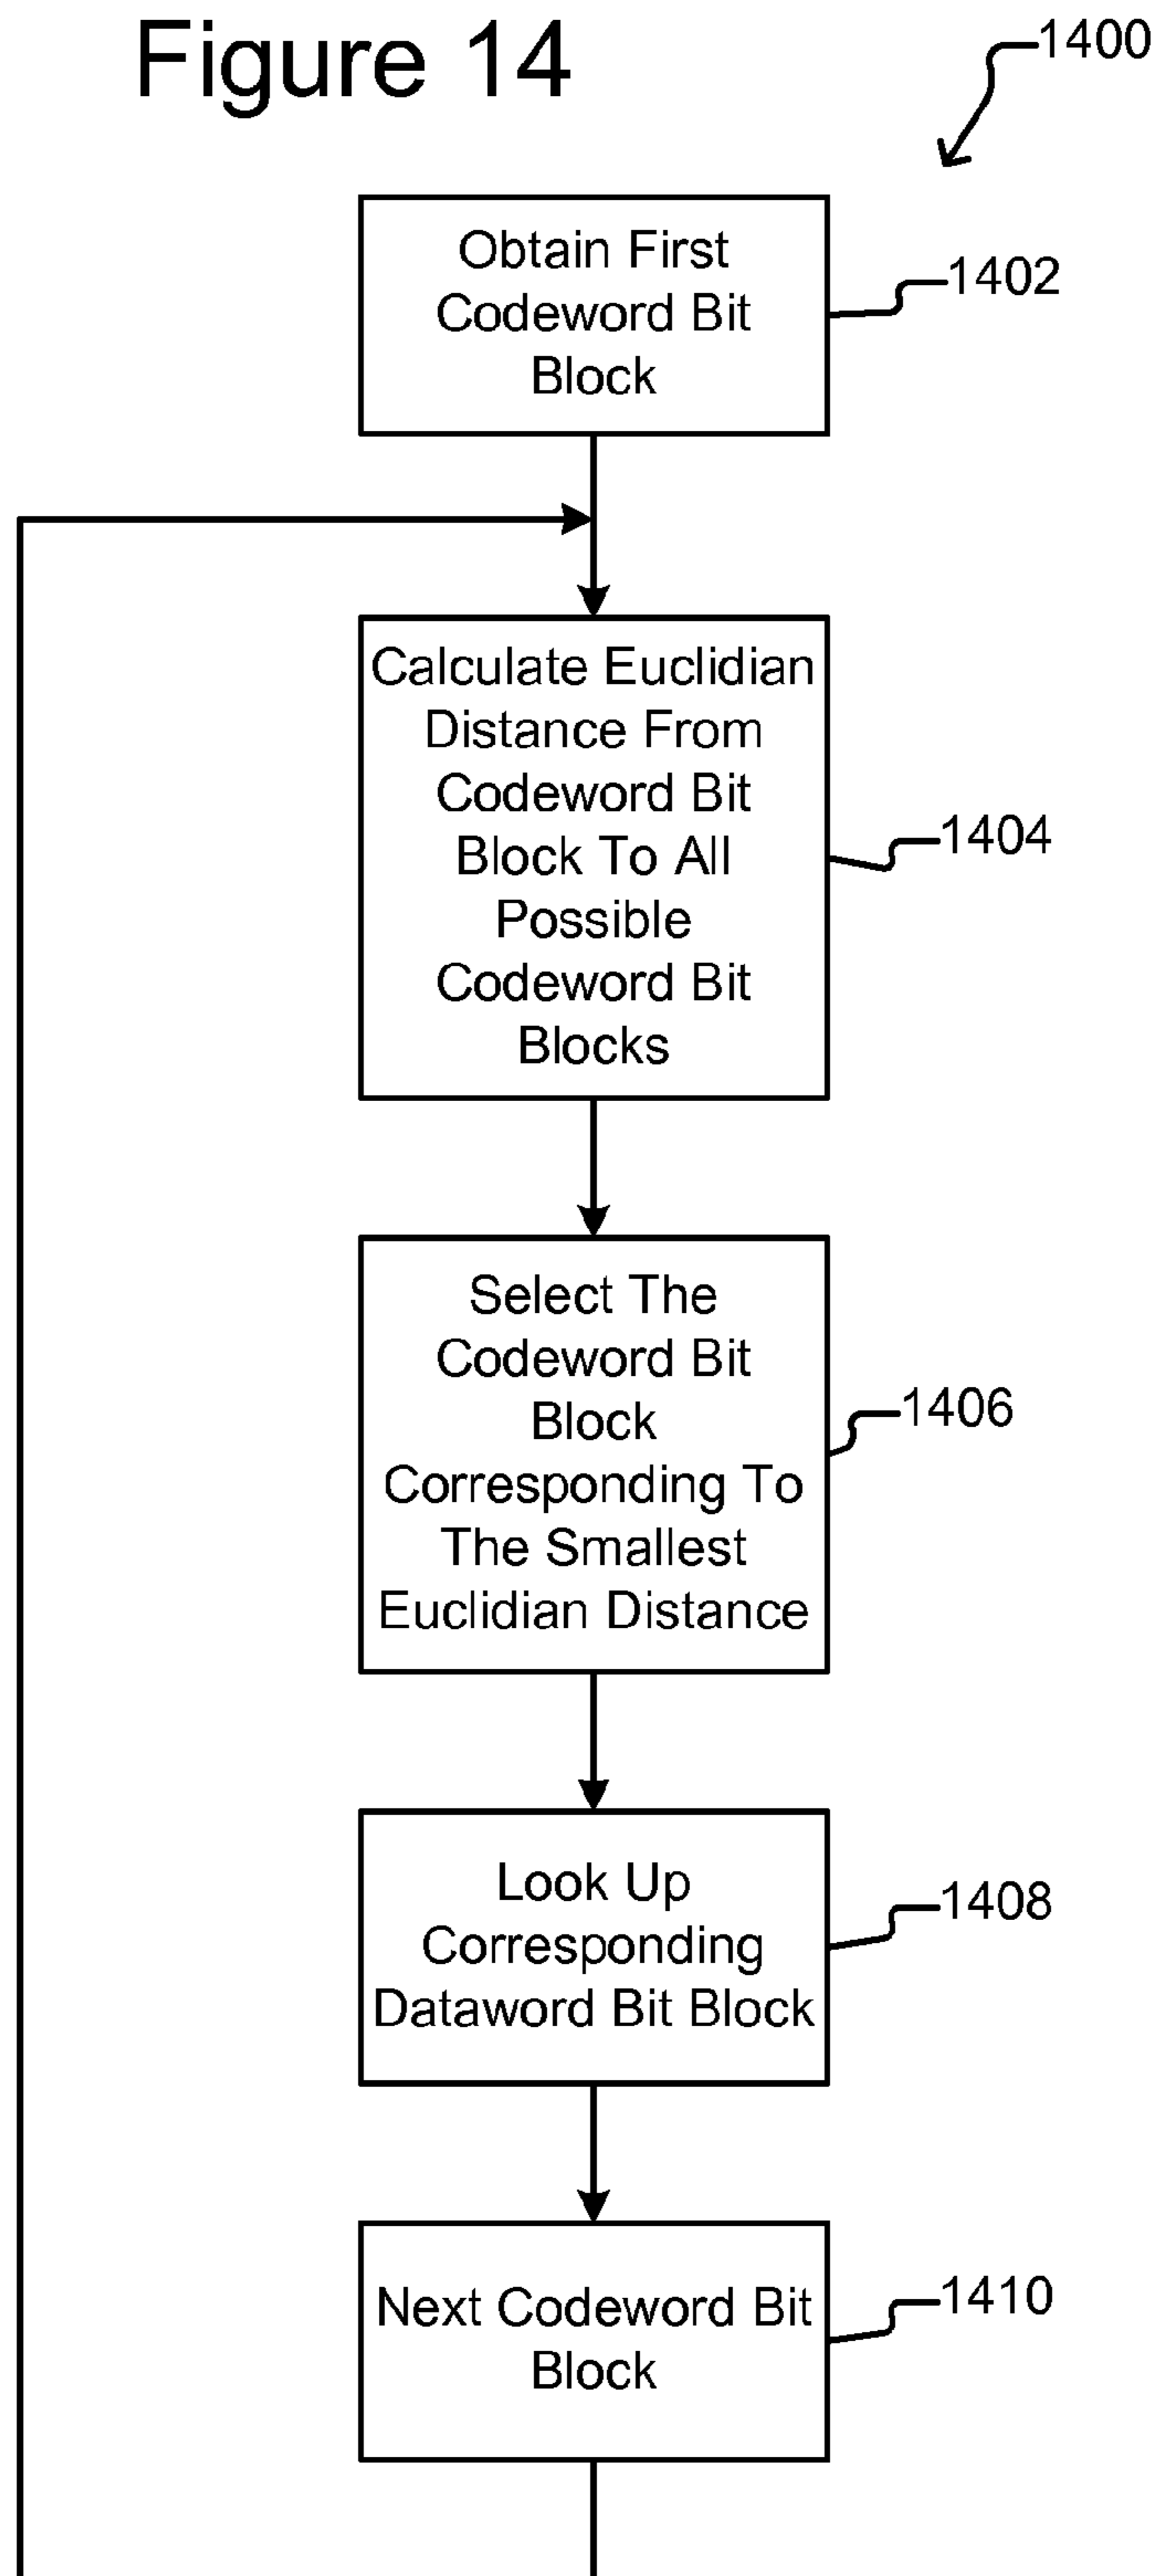 Figure 14
1400
Obtain First
Codeword Bit
Block
1402
Calculate Euclidian
Distance From
Codeword Bit
Block To All
Possible
Codeword Bit
Blocks
1404
Select The
Codeword Bit
Block
Corresponding To
The Smallest
Euclidian Distance
1406
Look Up
Corresponding
Dataword Bit Block
1408
Next Codeword Bit
Block
1410